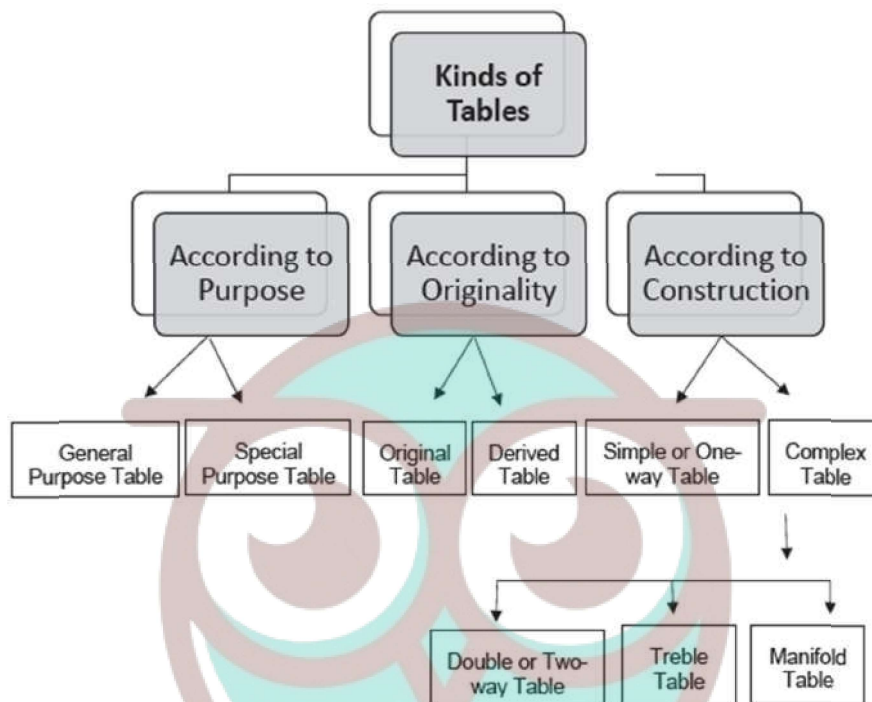 Kinds of
Tables
According to
Purpose
According to
Originality
According to
Construction
General
Purpose Table
Special
Purpose Table
Original
Table
Derived
Table
Simple or One-
way Table
Complex
Table
Double or Two-
way Table
Treble
Table
Manifold
Table